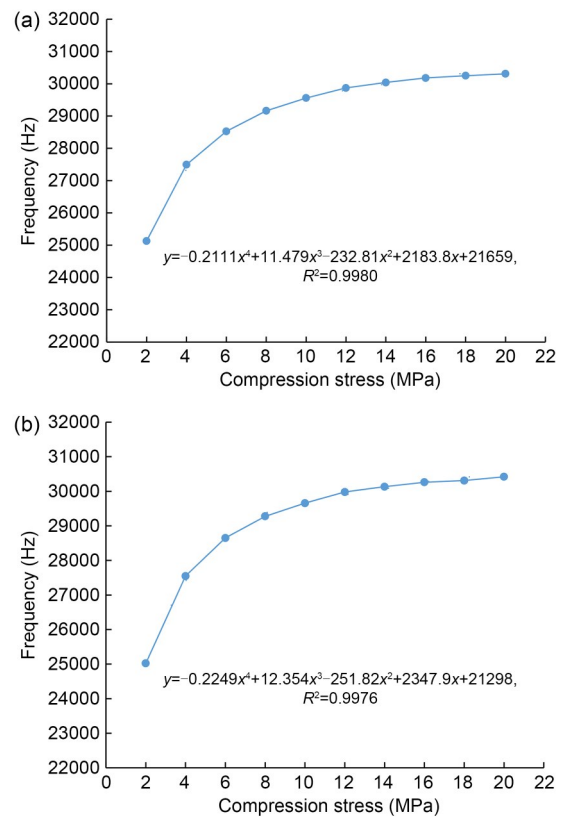 (a)
32000
31000
30000
29000
28000
27000
26000
25000
24000
23000
22000
Frequency (Hz)
y=−0.2111x⁴+11.479x³−232.81x²+2183.8x+21659,
R²=0.9980
0 2 4 6 8 10 12 14 16 18 20 22
Compression stress (MPa)
(b)
32000
31000
30000
29000
28000
27000
26000
25000
24000
23000
22000
Frequency (Hz)
y=−0.2249x⁴+12.354x³−251.82x²+2347.9x+21298,
R²=0.9976
0 2 4 6 8 10 12 14 16 18 20 22
Compression stress (MPa)